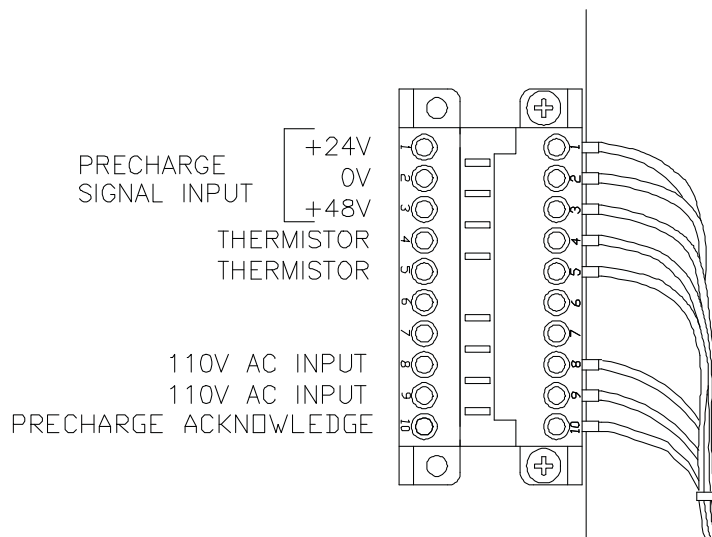 PRECHARGE
SIGNAL INPUT
+24V
0V
+48V
THERMISTOR
THERMISTOR
110V AC INPUT
110V AC INPUT
PRECHARGE ACKNOWLEDGE
1
2
3
4
5
6
7
8
9
10
1
2
3
4
5
6
7
8
9
10